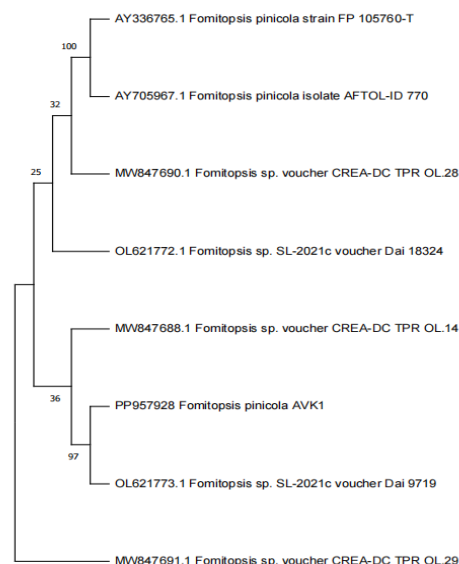 AY336765.1 Fomitopsis pinicola strain FP 105760-T
100
AY705967.1 Fomitopsis pinicola isolate AFTOL-ID 770
32
MW847690.1 Fomitopsis sp. voucher CREA-DC TPR OL.28
25
OL621772.1 Fomitopsis sp. SL-2021c voucher Dai 18324
MW847688.1 Fomitopsis sp. voucher CREA-DC TPR OL.14
36
PP957928 Fomitopsis pinicola AVK1
97
OL621773.1 Fomitopsis sp. SL-2021c voucher Dai 9719
MW847691.1 Fomitopsis sp. voucher CREA-DC TPR OL.29